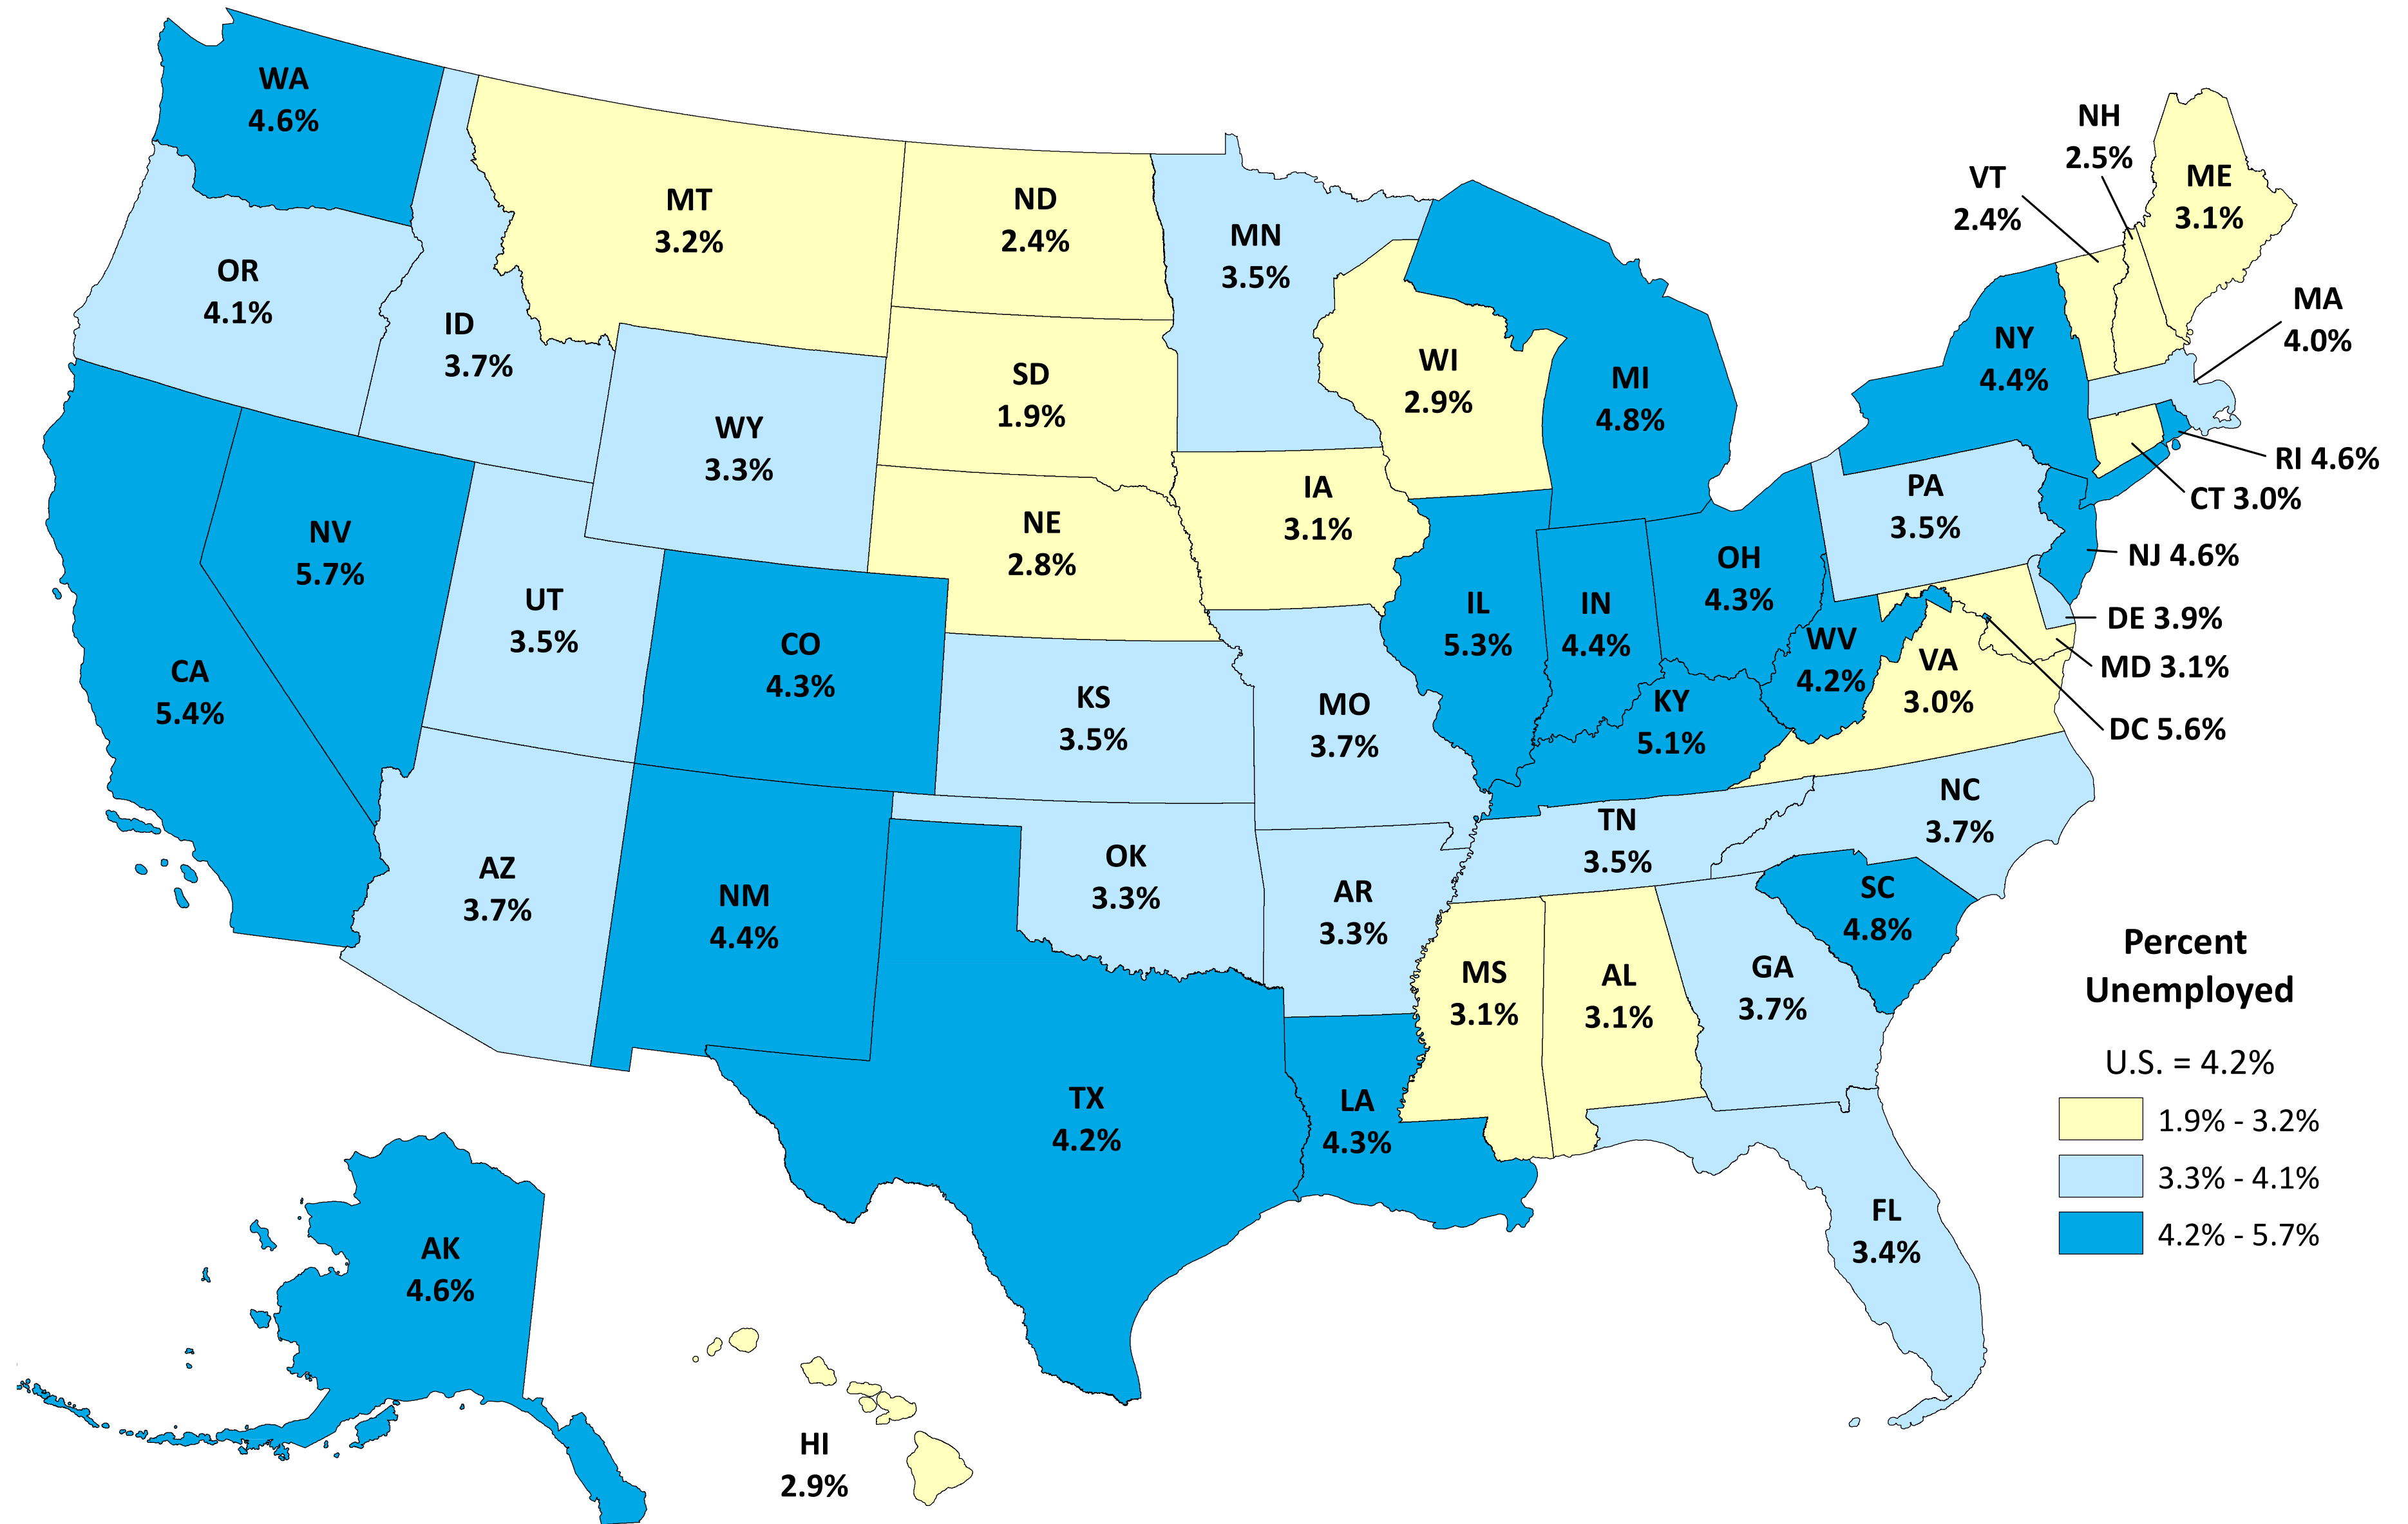 WA
4.6%
OR
4.1%
CA
5.4%
NV
5.7%
ID
3.7%
MT
3.2%
WY
3.3%
UT
3.5%
CO
4.3%
AZ
3.7%
NM
4.4%
ND
2.4%
SD
1.9%
NE
2.8%
KS
3.5%
OK
3.3%
TX
4.2%
MN
3.5%
IA
3.1%
MO
3.7%
AR
3.3%
LA
4.3%
WI
2.9%
IL
5.3%
MI
4.8%
IN
4.4%
OH
4.3%
KY
5.1%
TN
3.5%
MS
3.1%
AL
3.1%
GA
3.7%
FL
3.4%
SC
4.8%
NC
3.7%
VA
3.0%
WV
4.2%
PA
3.5%
NY
4.4%
VT
2.4%
NH
2.5%
ME
3.1%
MA
4.0%
RI 4.6%
CT 3.0%
NJ 4.6%
DE 3.9%
MD 3.1%
DC 5.6%
AK
4.6%
HI
2.9%
Percent
Unemployed
U.S. = 4.2%
1.9% - 3.2%
3.3% - 4.1%
4.2% - 5.7%